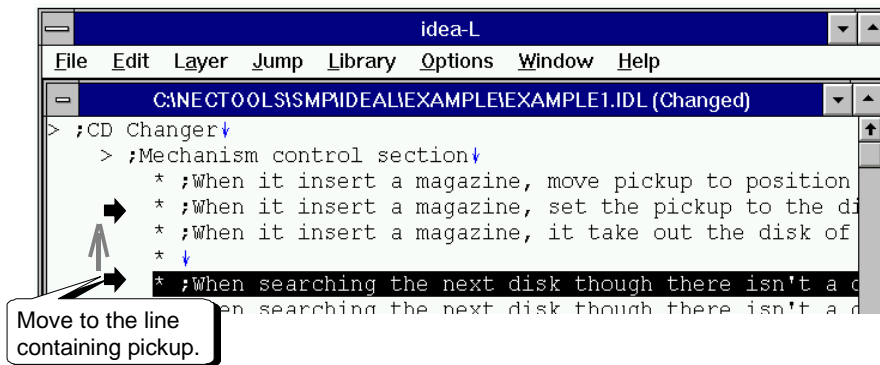 idea-L
File Edit Layer Jump Library Options Window Help
C:\NECTOOLS\SMP\IDEAL\EXAMPLE\EXAMPLE1.IDL (Changed)
> ;CD Changer↓
> ;Mechanism control section↓
* ;When it insert a magazine, move pickup to position
* ;When it insert a magazine, set the pickup to the di
* ;When it insert a magazine, it take out the disk of
* ↓
* ;When searching the next disk though there isn't a
en searching the next disk though there isn't a
Move to the line
containing pickup.